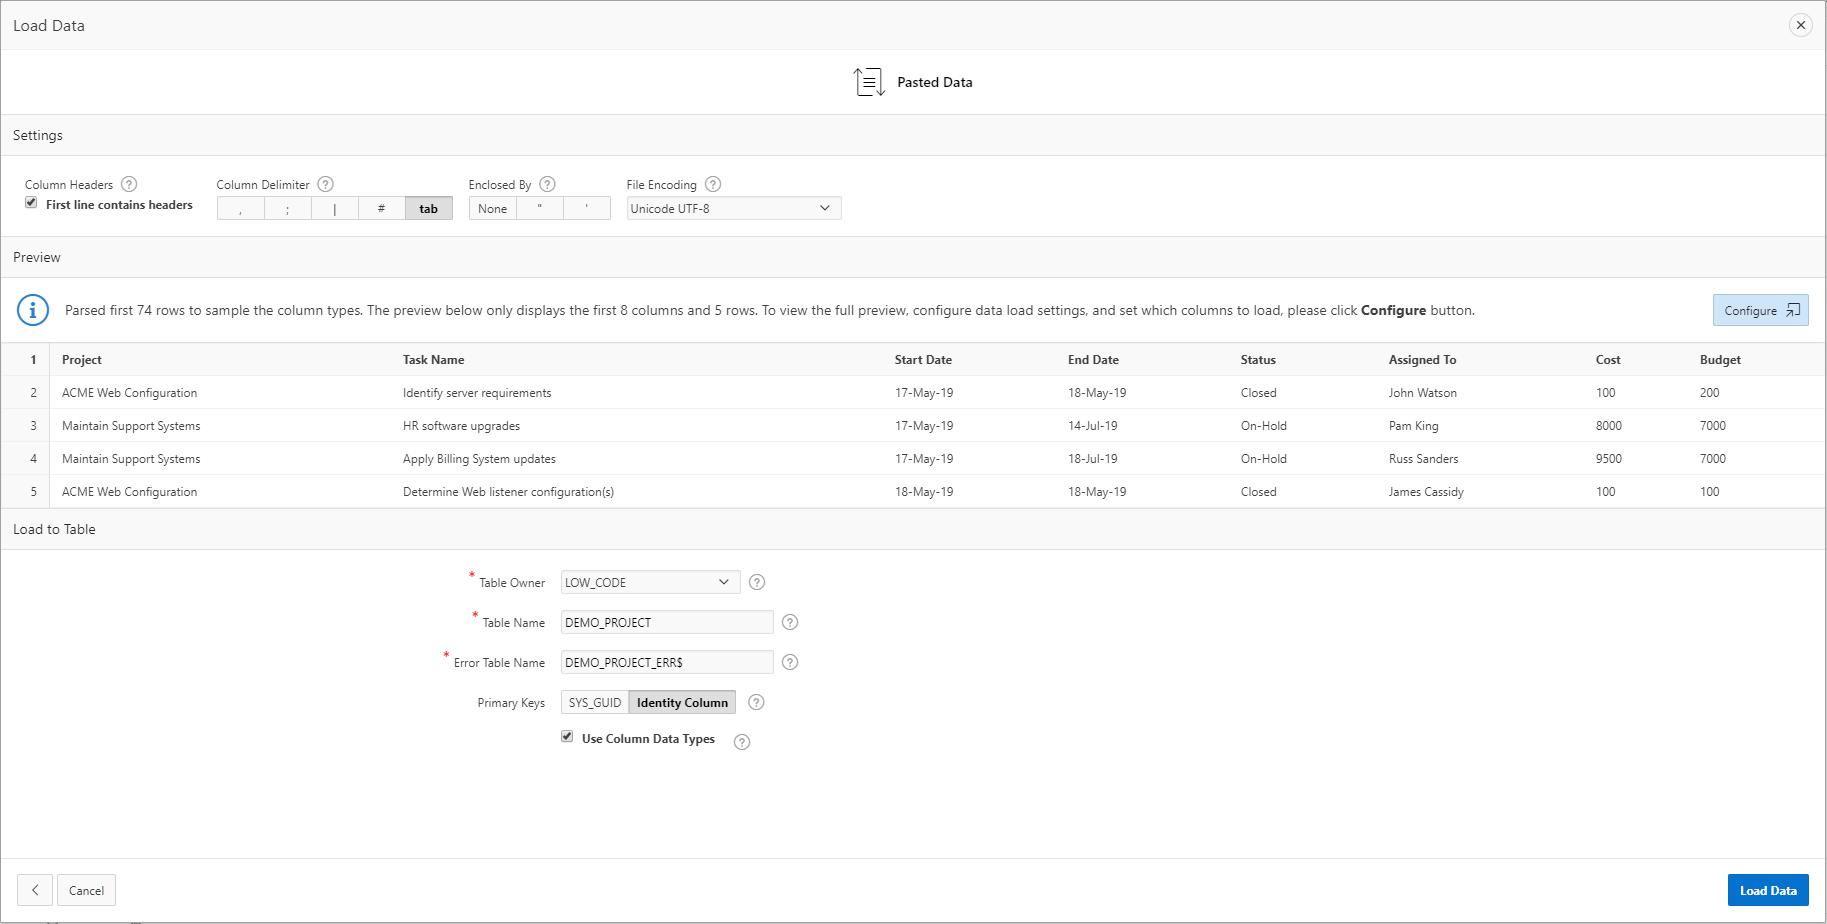 Load Data
Pasted Data
Settings
Column Headers ? Column Delimiter ? Enclosed By ? File Encoding ?
First line contains headers , ; | # tab None " ' Unicode UTF-8
Preview
Parsed first 74 rows to sample the column types. The preview below only displays the first 8 columns and 5 rows. To view the full preview, configure data load settings, and set which columns to load, please click Configure button. Configure
1 Project Task Name Start Date End Date Status Assigned To Cost Budget
2 ACME Web Configuration Identify server requirements 17-May-19 18-May-19 Closed John Watson 100 200
3 Maintain Support Systems HR software upgrades 17-May-19 14-Jul-19 On-Hold Pam King 8000 7000
4 Maintain Support Systems Apply Billing System updates 17-May-19 18-Jul-19 On-Hold Russ Sanders 9500 7000
5 ACME Web Configuration Determine Web listener configuration(s) 18-May-19 18-May-19 Closed James Cassidy 100 100
Load to Table
* Table Owner LOW_CODE ?
* Table Name DEMO_PROJECT ?
* Error Table Name DEMO_PROJECT_ERR$ ?
Primary Keys SYS_GUID Identity Column ?
Use Column Data Types ?
Cancel Load Data